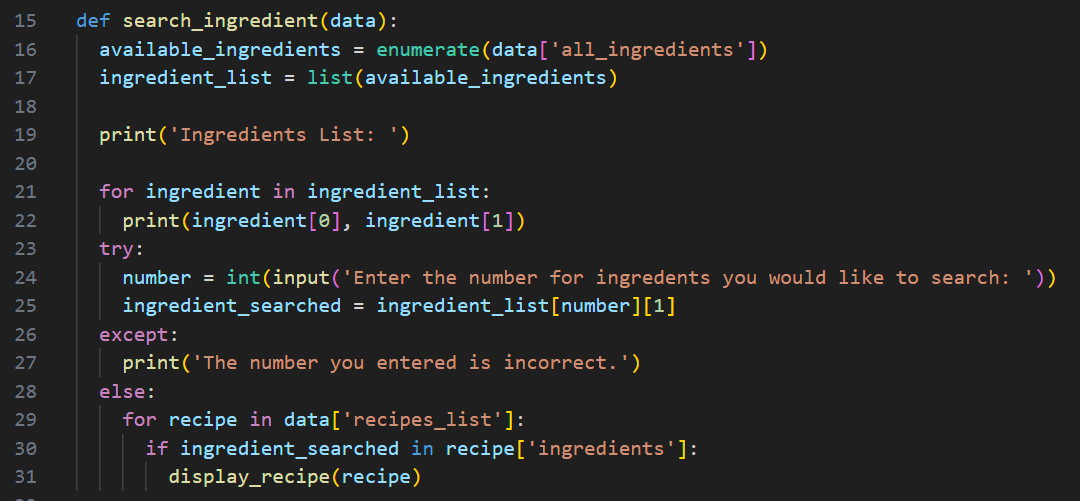 15 def search_ingredient(data):
16   available_ingredients = enumerate(data['all_ingredients'])
17   ingredient_list = list(available_ingredients)
18
19   print('Ingredients List: ')
20
21   for ingredient in ingredient_list:
22     print(ingredient[0], ingredient[1])
23   try:
24     number = int(input('Enter the number for ingredents you would like to search: '))
25     ingredient_searched = ingredient_list[number][1]
26   except:
27     print('The number you entered is incorrect.')
28   else:
29     for recipe in data['recipes_list']:
30       if ingredient_searched in recipe['ingredients']:
31         display_recipe(recipe)